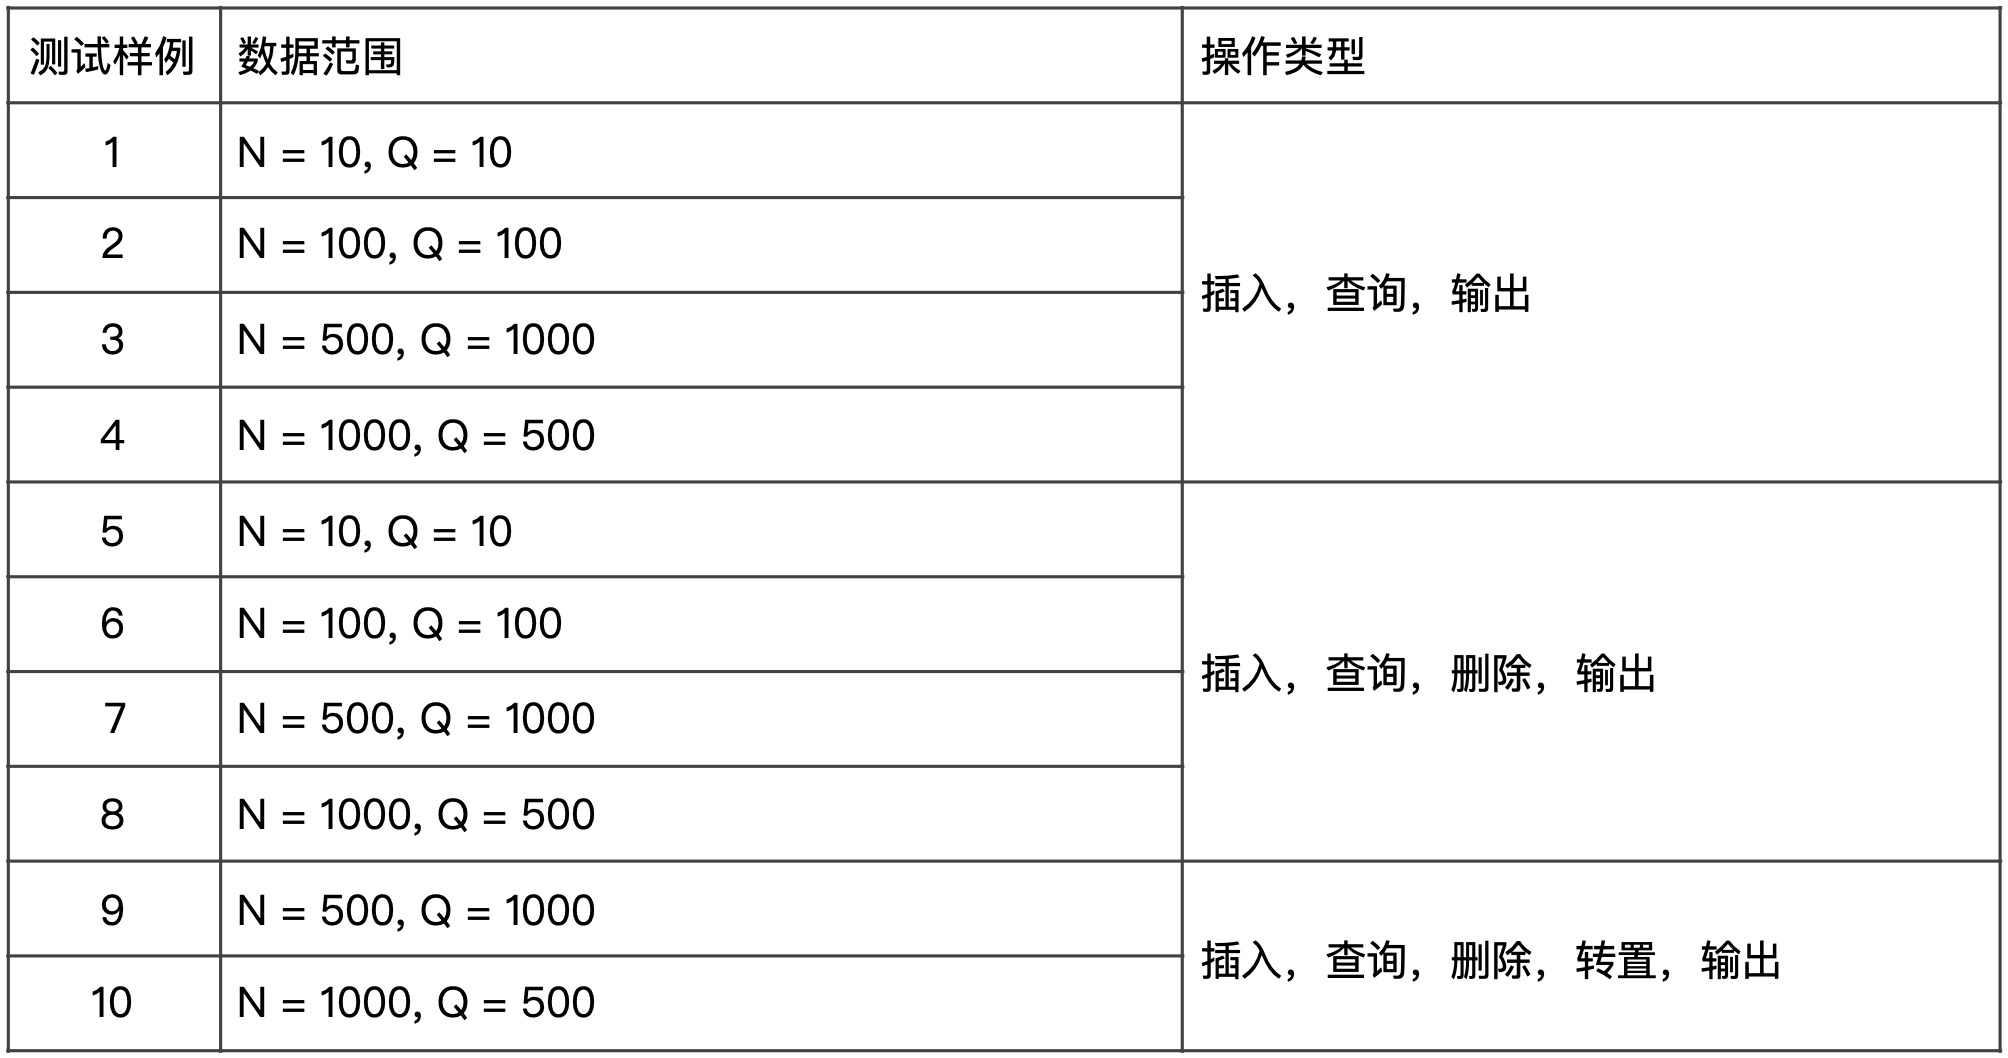 测试样例 数据范围 操作类型
1 N = 10, Q = 10
2 N = 100, Q = 100
插入，查询，输出
3 N = 500, Q = 1000
4 N = 1000, Q = 500
5 N = 10, Q = 10
6 N = 100, Q = 100
插入，查询，删除，输出
7 N = 500, Q = 1000
8 N = 1000, Q = 500
9 N = 500, Q = 1000
插入，查询，删除，转置，输出
10 N = 1000, Q = 500